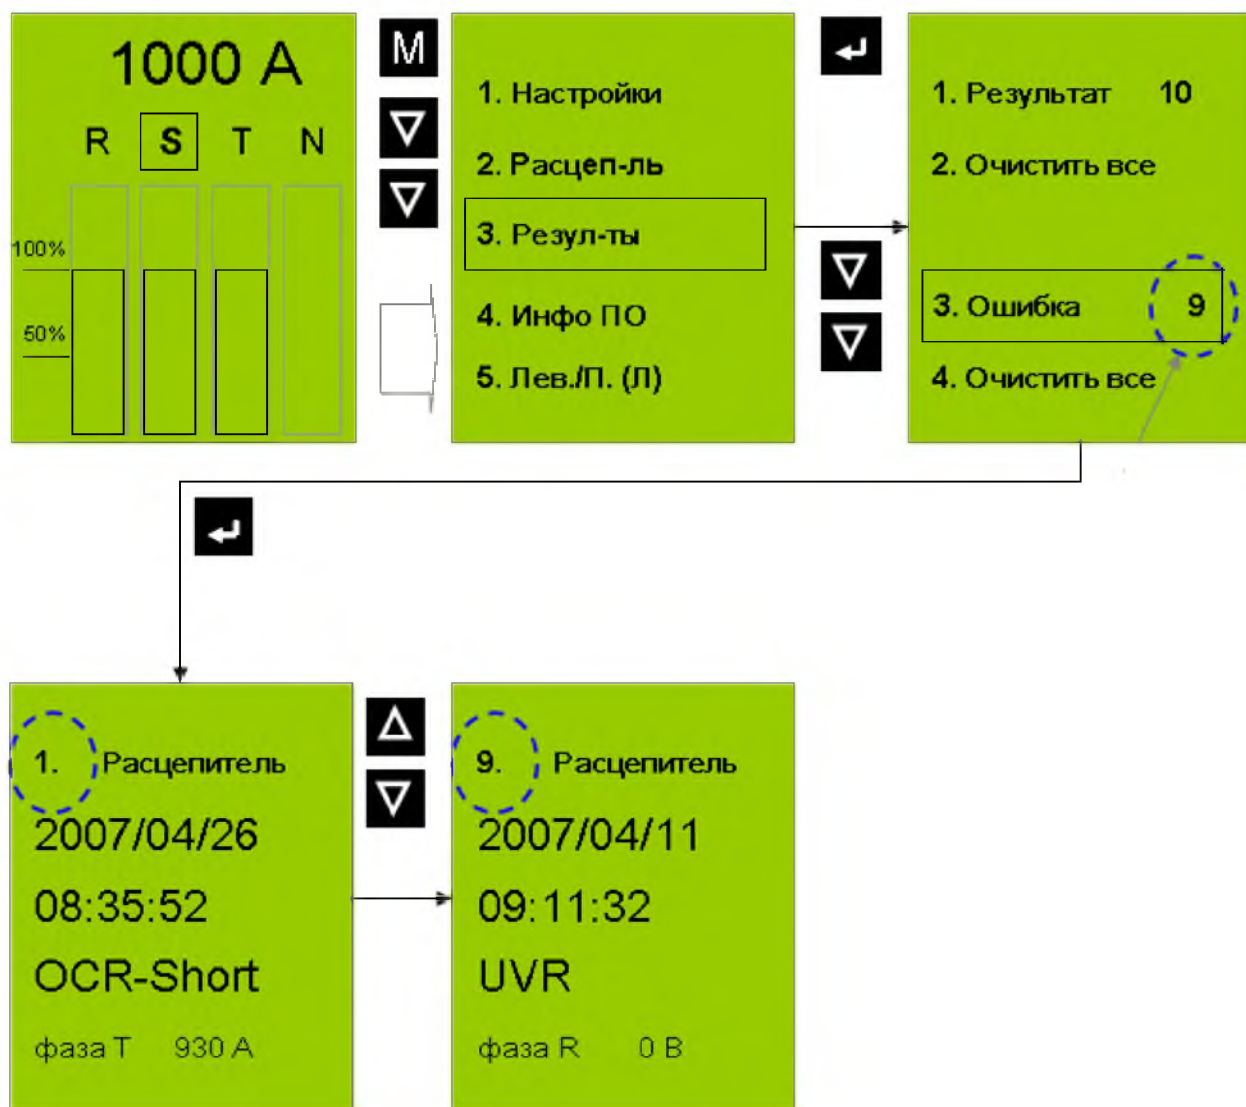 1000 A
R S T N
100%
50%
M
1. Настройки
2. Расцеп-ль
3. Резул-ты
4. Инфо ПО
5. Лев./П. (Л)
1. Результат 10
2. Очистить все
3. Ошибка 9
4. Очистить все
1. Расцепитель
2007/04/26
08:35:52
OCR-Short
фаза T 930 A
9. Расцепитель
2007/04/11
09:11:32
UVR
фаза R 0 В